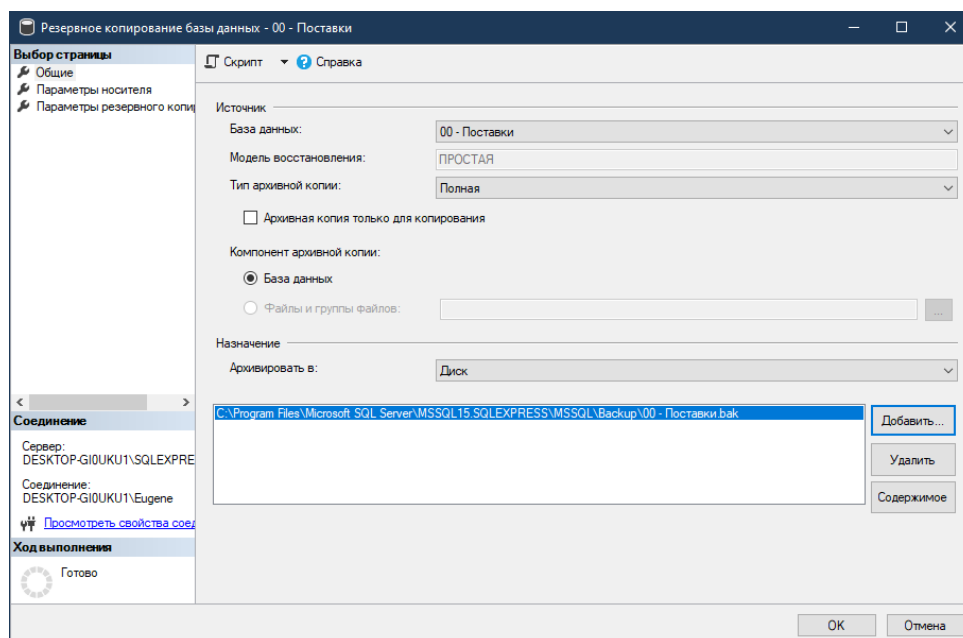 Резервное копирование базы данных - 00 - Поставки
Выбор страницы
Общие
Параметры носителя
Параметры резервного копи
Скрипт
Справка
Источник
База данных:
00 - Поставки
Модель восстановления:
ПРОСТАЯ
Тип архивной копии:
Полная
Архивная копия только для копирования
Компонент архивной копии:
База данных
Файлы и группы файлов:
...
Назначение
Архивировать в:
Диск
C:\Program Files\Microsoft SQL Server\MSSQL15.SQLEXPRESS\MSSQL\Backup\00 - Поставки.bak
Добавить...
Удалить
Содержимое
Соединение
Сервер:
DESKTOP-GI0UKU1\SQLEXPRE
Соединение:
DESKTOP-GI0UKU1\Eugene
Просмотреть свойства соед
Ход выполнения
Готово
OK
Отмена